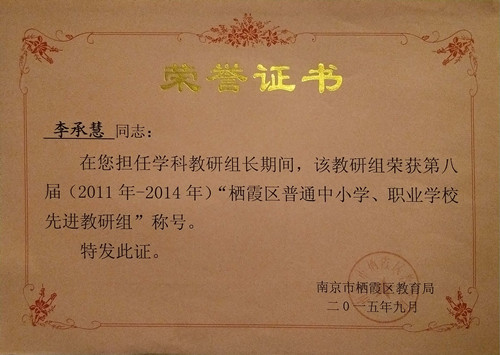 荣誉证书
李承慧 同志：
在您担任学科教研组长期间，该教研组荣获第八
届（2011年-2014年）“栖霞区普通中小学、职业学校
先进教研组”称号。
特发此证。
南京市栖霞区教育局
二〇一五年九月